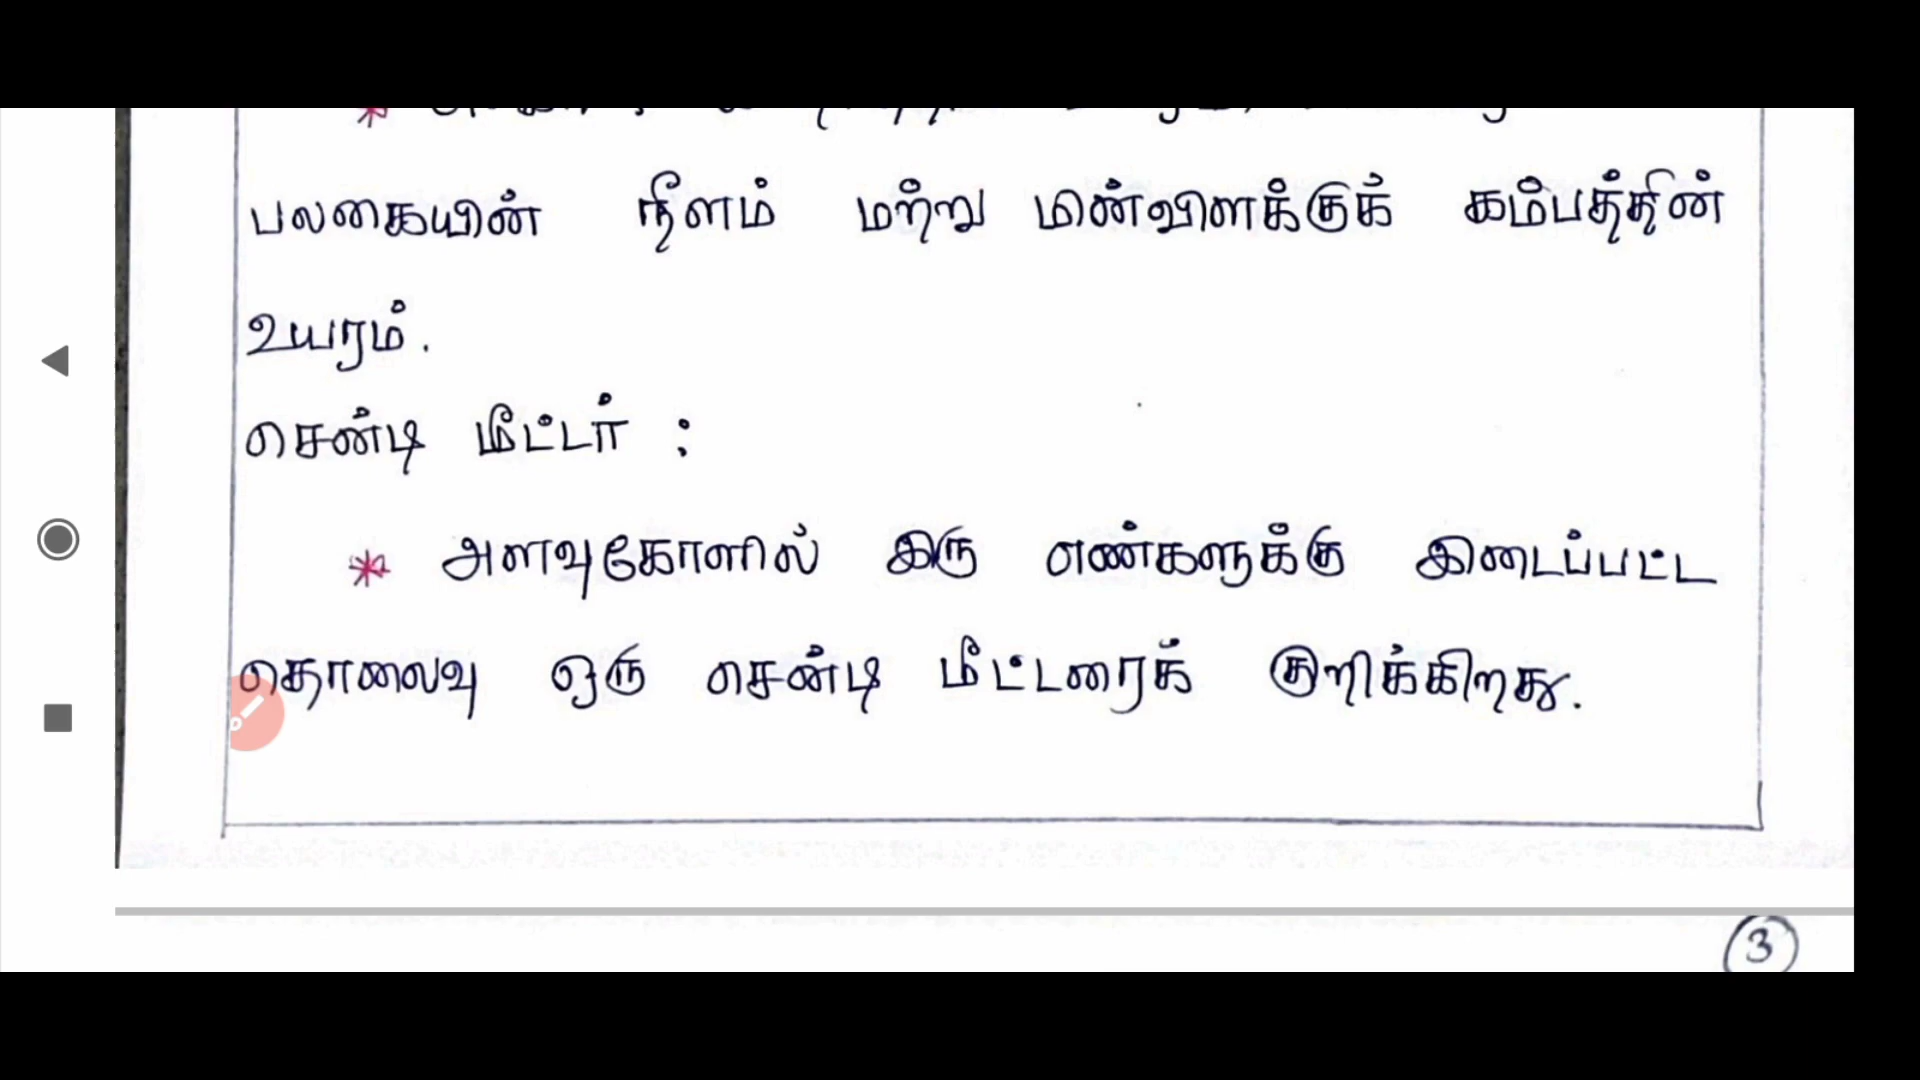 பலகையின் நீளம் மற்று மின்விளக்குக் கம்பத்தின்
உயரம்.
சென்டி மீட்டர் :
* அளவுகோளில் இரு எண்களுக்கு இடைப்பட்ட
தொலைவு ஒரு சென்டி மீட்டரைக் குறிக்கிறது.
3